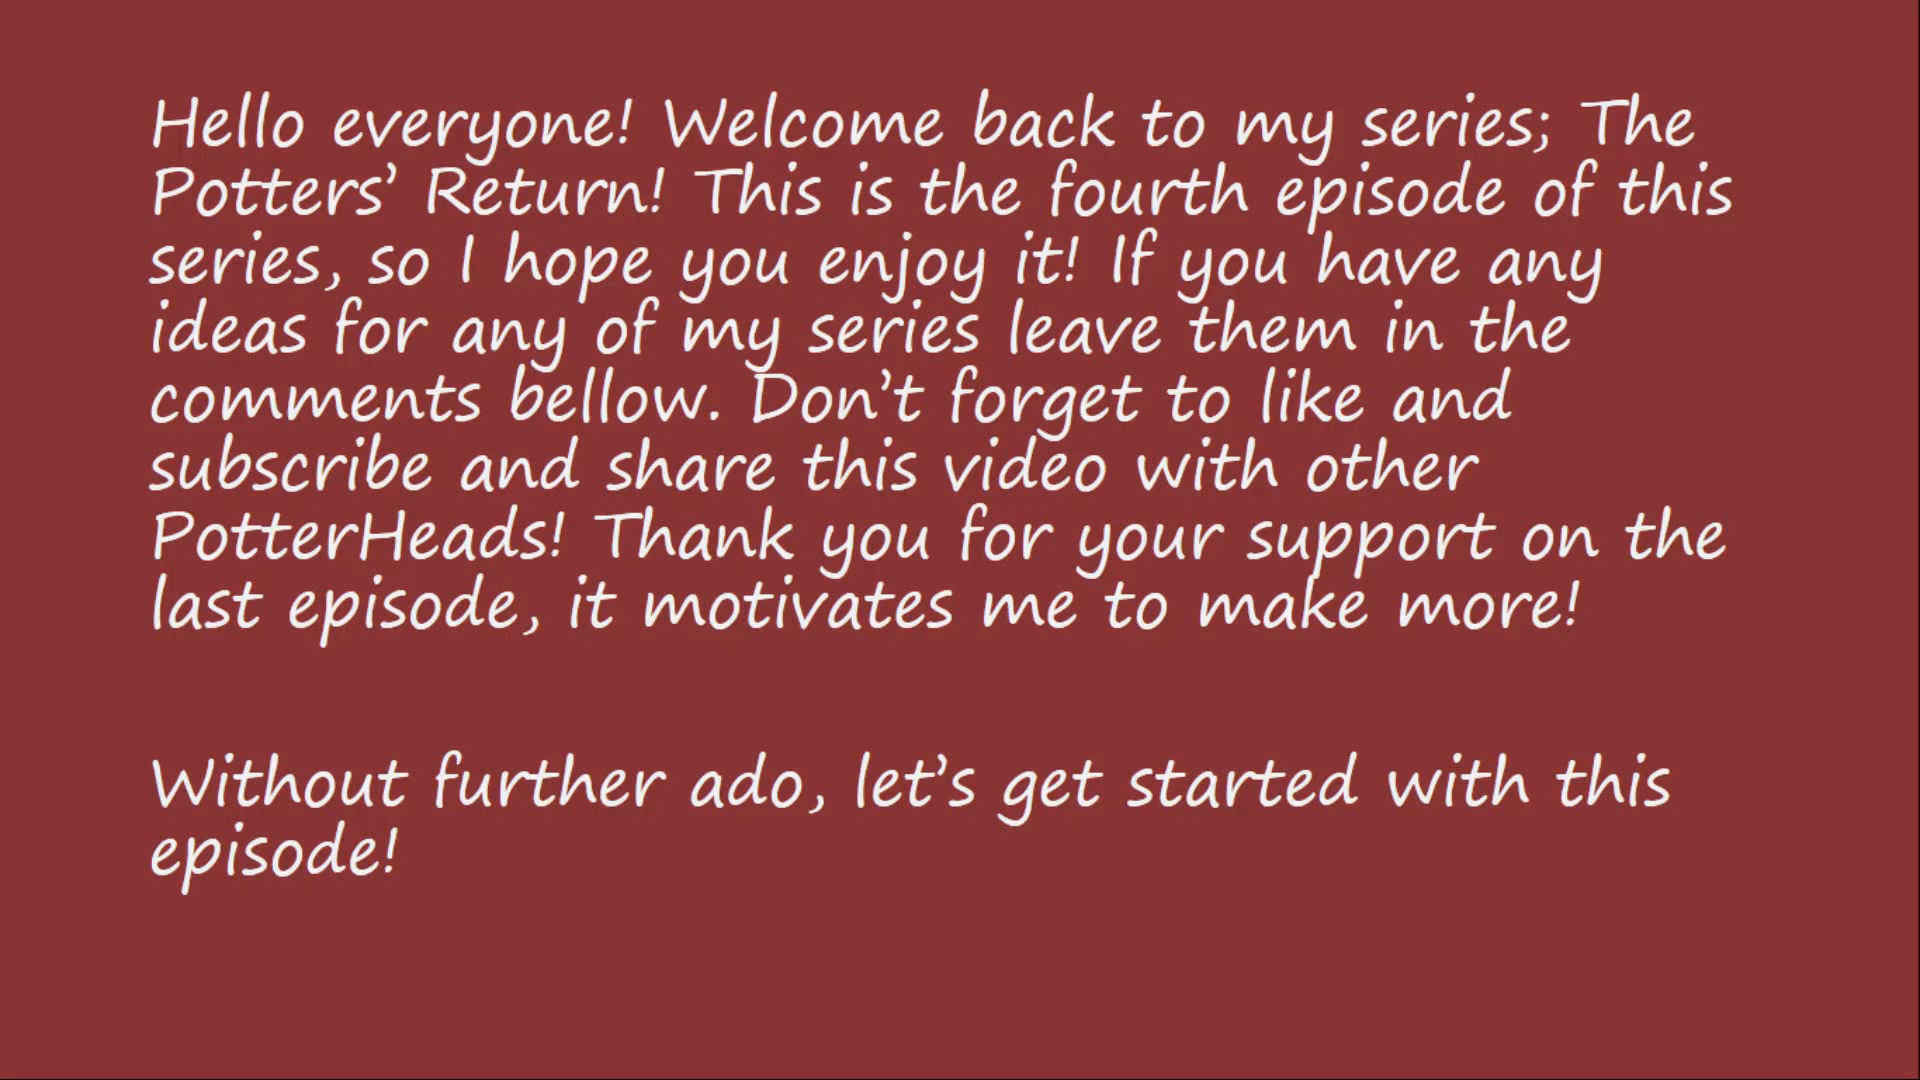 Hello everyone! Welcome back to my series; The
Potters’ Return! This is the fourth episode of this
series, so I hope you enjoy it! If you have any
ideas for any of my series leave them in the
comments bellow. Don’t forget to like and
subscribe and share this video with other
PotterHeads! Thank you for your support on the
last episode, it motivates me to make more!
Without further ado, let’s get started with this
episode!